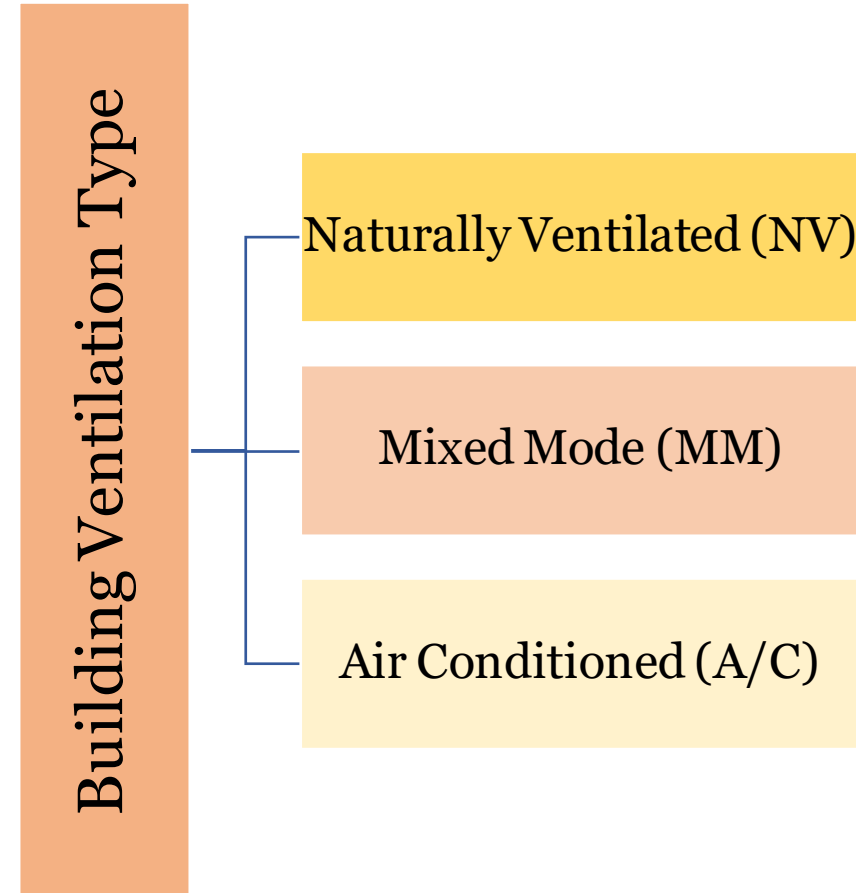 Building Ventilation Type
Naturally Ventilated (NV)
Mixed Mode (MM)
Air Conditioned (A/C)